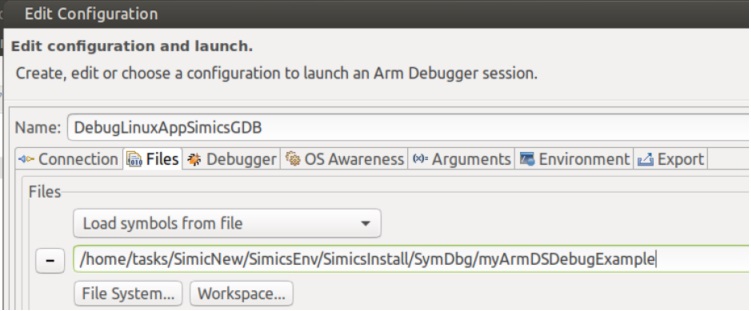 Edit Configuration
Edit configuration and launch.
Create, edit or choose a configuration to launch an Arm Debugger session.
Name: DebugLinuxAppSimicsGDB
Connection Files Debugger OS Awareness Arguments Environment Export
Files
Load symbols from file
/home/tasks/SimicNew/SimicsEnv/SimicsInstall/SymDbg/myArmDSDebugExample
File System... Workspace...